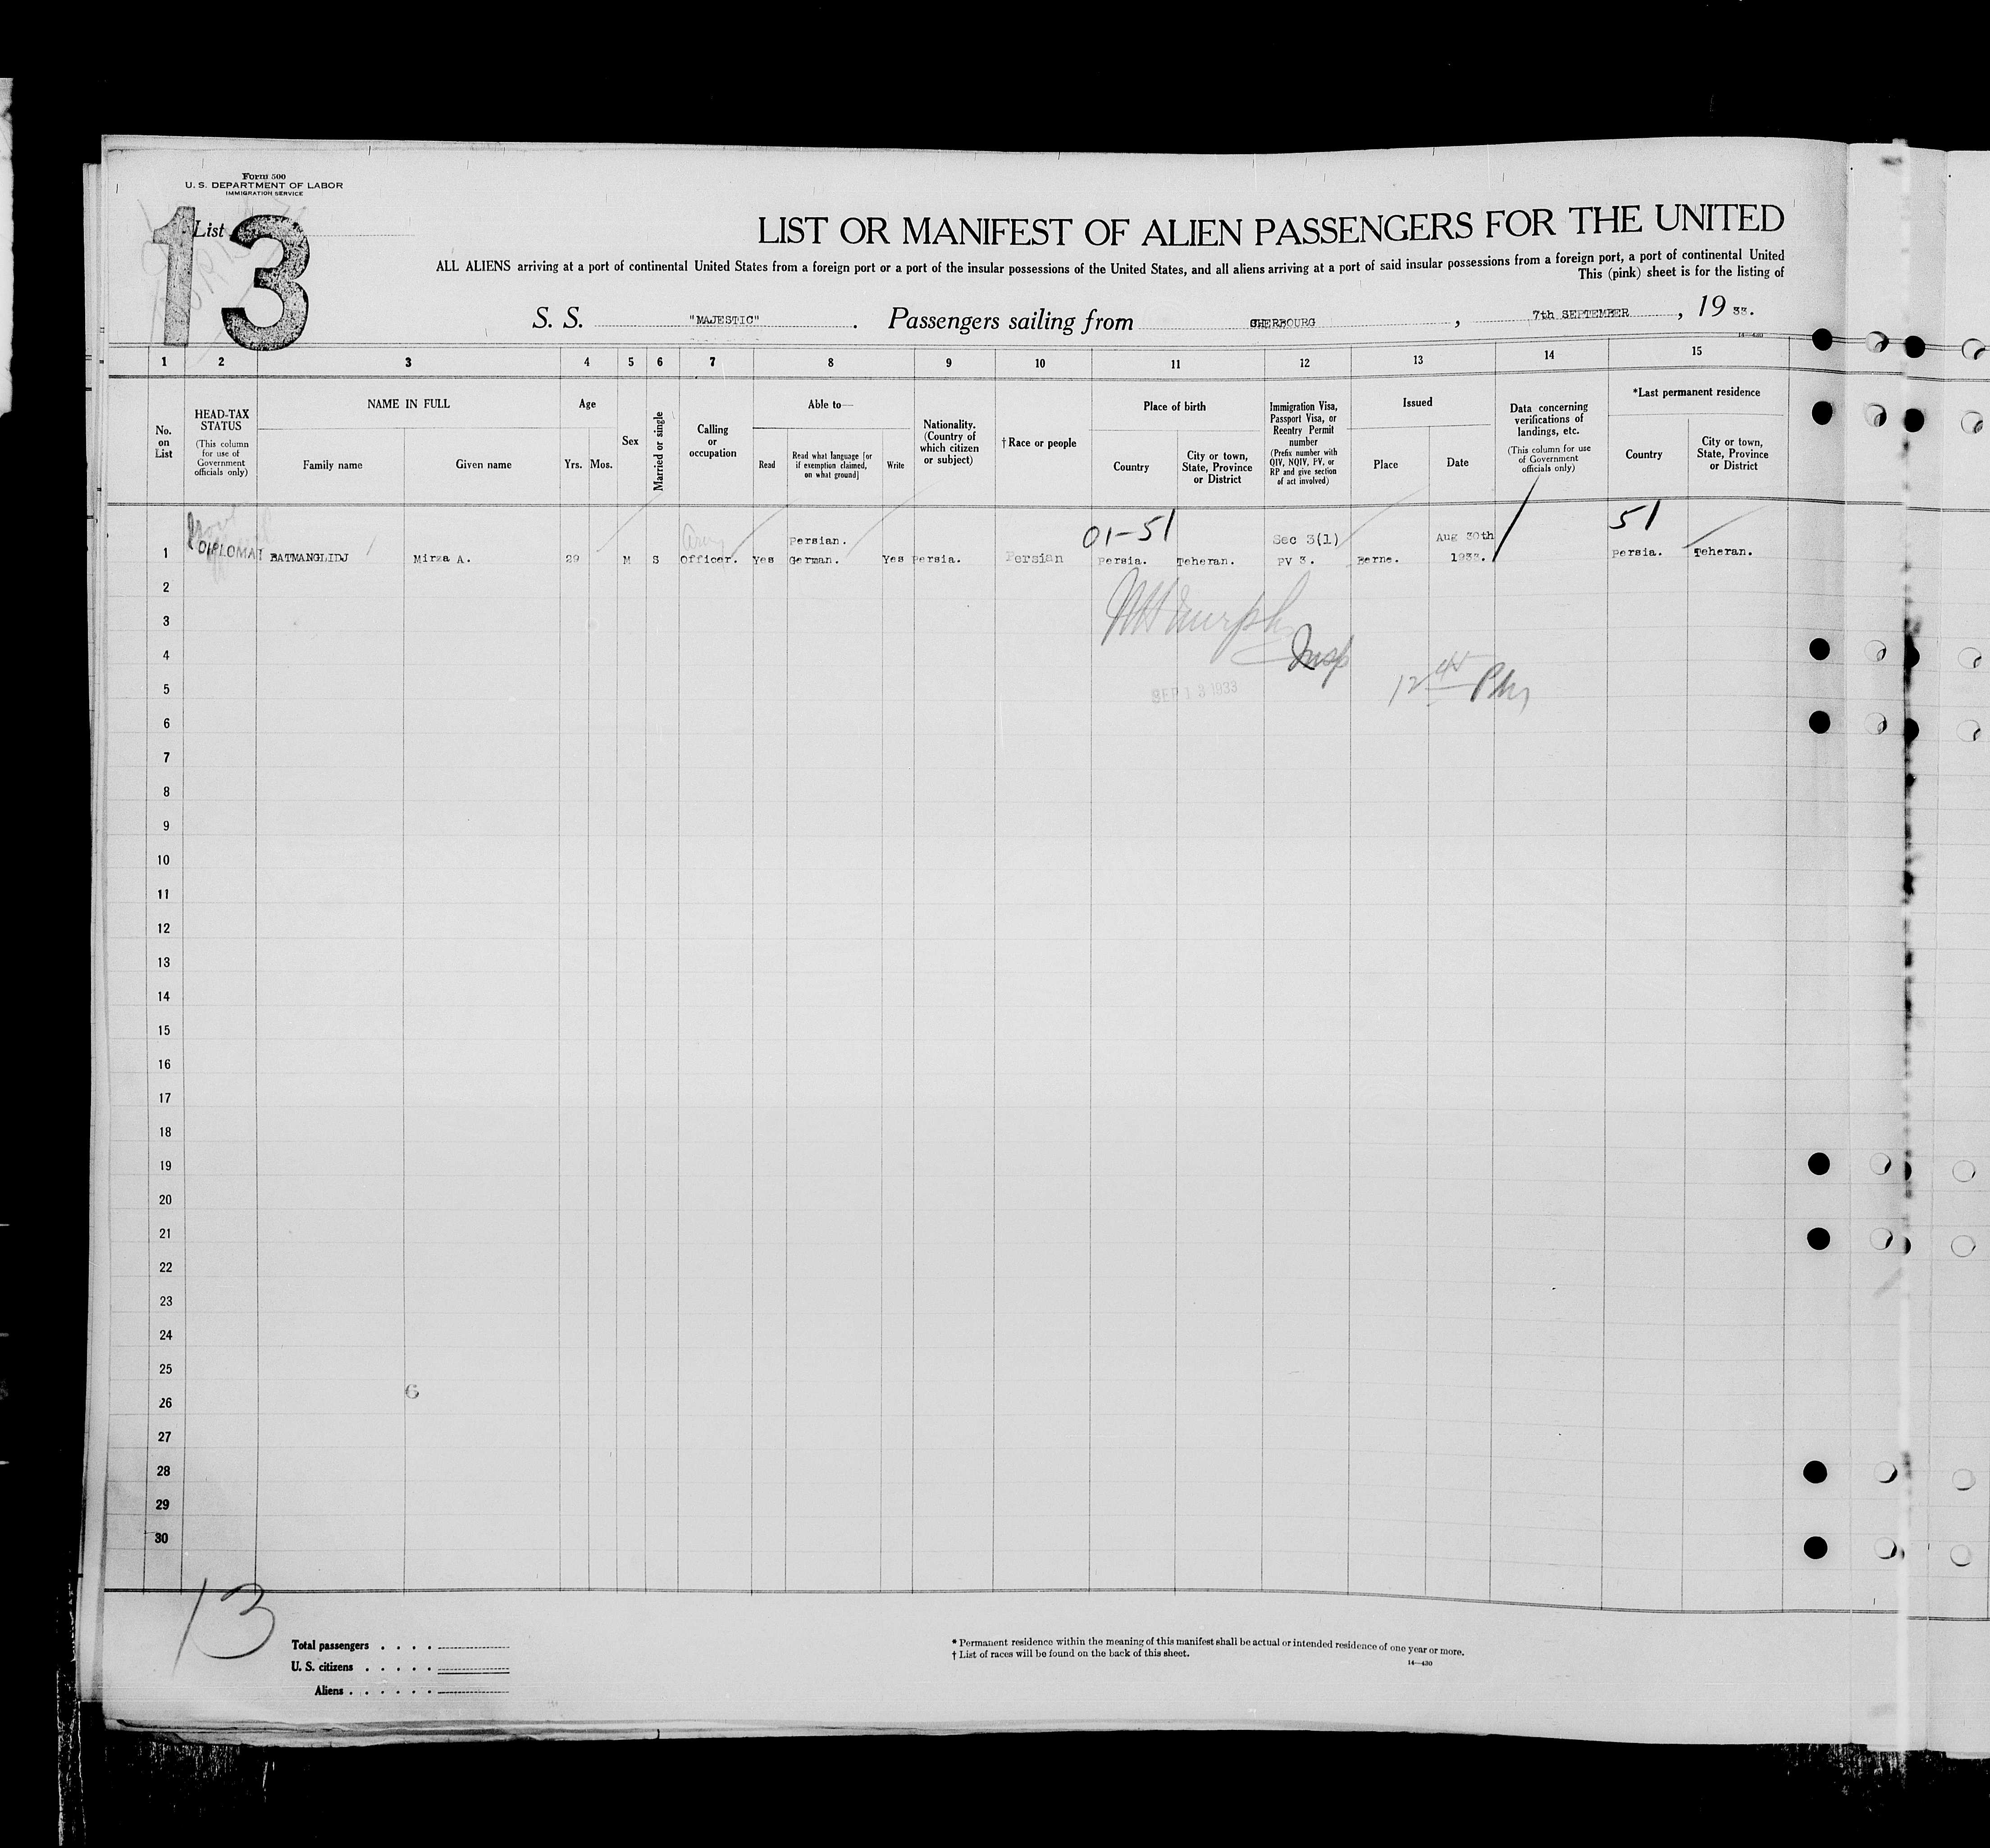 Form 500
U. S. DEPARTMENT OF LABOR
IMMIGRATION SERVICE
List
13
LIST OR MANIFEST OF ALIEN PASSENGERS FOR THE UNITED
ALL ALIENS arriving at a port of continental United States from a foreign port or a port of the insular possessions of the United States, and all aliens arriving at a port of said insular possessions from a foreign port, a port of continental United
This (pink) sheet is for the listing of
S. S. "MAJESTIC". Passengers sailing from CHERBOURG, 7th SEPTEMBER, 19 33.
14—430
1 2 3 4 5 6 7 8 9 10 11 12 13 14 15
No. on List
HEAD-TAX STATUS
(This column for use of Government officials only)
NAME IN FULL
Family name
Given name
Age
Yrs. Mos.
Sex
Married or single
Calling or occupation
Able to—
Read
Read what language [or if exemption claimed, on what ground]
Write
Nationality. (Country of which citizen or subject)
†Race or people
Place of birth
Country
City or town, State, Province or District
Immigration Visa, Passport Visa, or Reentry Permit number
(Prefix number with QIV, NQIV, PV, or RP and give section of act involved)
Issued
Place
Date
Data concerning verifications of landings, etc.
(This column for use of Government officials only)
*Last permanent residence
Country
City or town, State, Province or District
01-51
51
Army
Persian.
Sec 3(1)
Aug 30th
1 DIPLOMAT BATMANGLIDJ Mirza A. 29 M S Officer. Yes German. Yes Persia. Persian Persia. Teheran. PV 3. Berne. 1933. Persia. Teheran.
2
3
4 Insp
5 SEP 13 1933 12 45 PM
6
7
8
9
10
11
12
13
14
15
16
17
18
19
20
21
22
23
24
25
26
27
28
29
30
13
Total passengers . . . .
U. S. citizens . . . . .
Aliens . . . . . .
* Permanent residence within the meaning of this manifest shall be actual or intended residence of one year or more.
† List of races will be found on the back of this sheet.
14—430